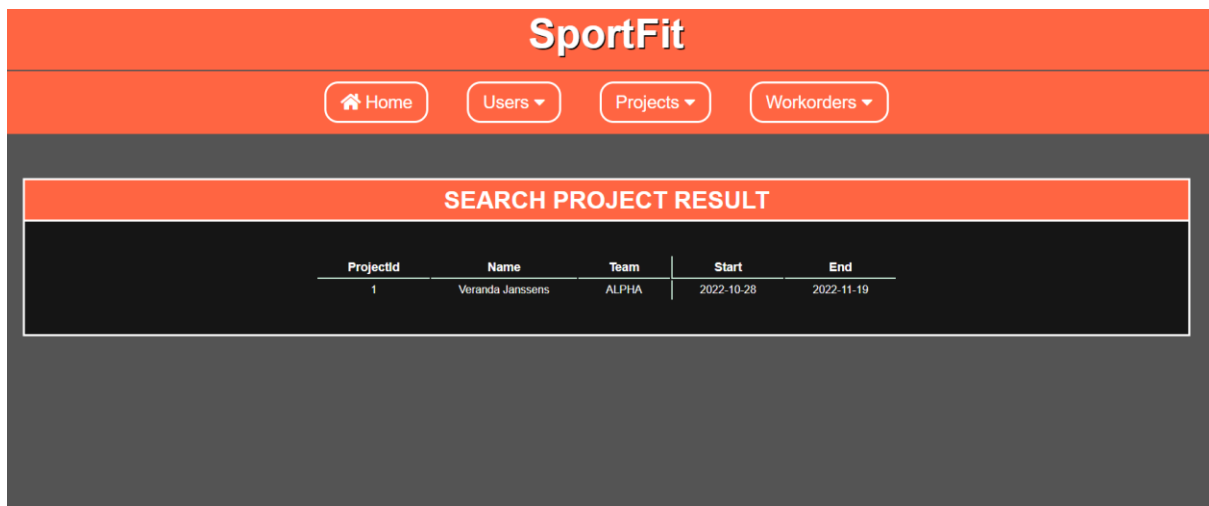 SportFit
Home Users Projects Workorders
SEARCH PROJECT RESULT
ProjectId Name Team Start End
1 Veranda Janssens ALPHA 2022-10-28 2022-11-19